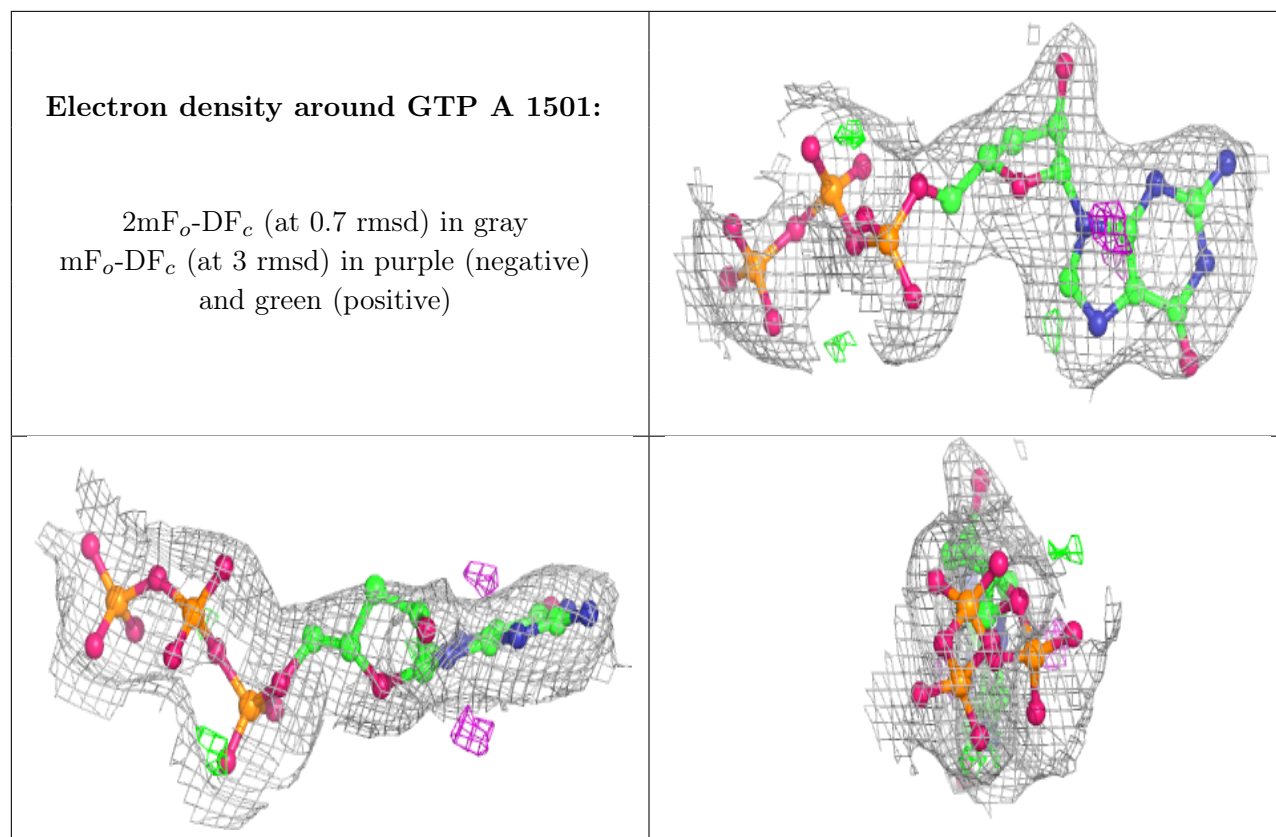 Electron density around GTP A 1501:
2mFo-DFc (at 0.7 rmsd) in gray
mFo-DFc (at 3 rmsd) in purple (negative)
and green (positive)